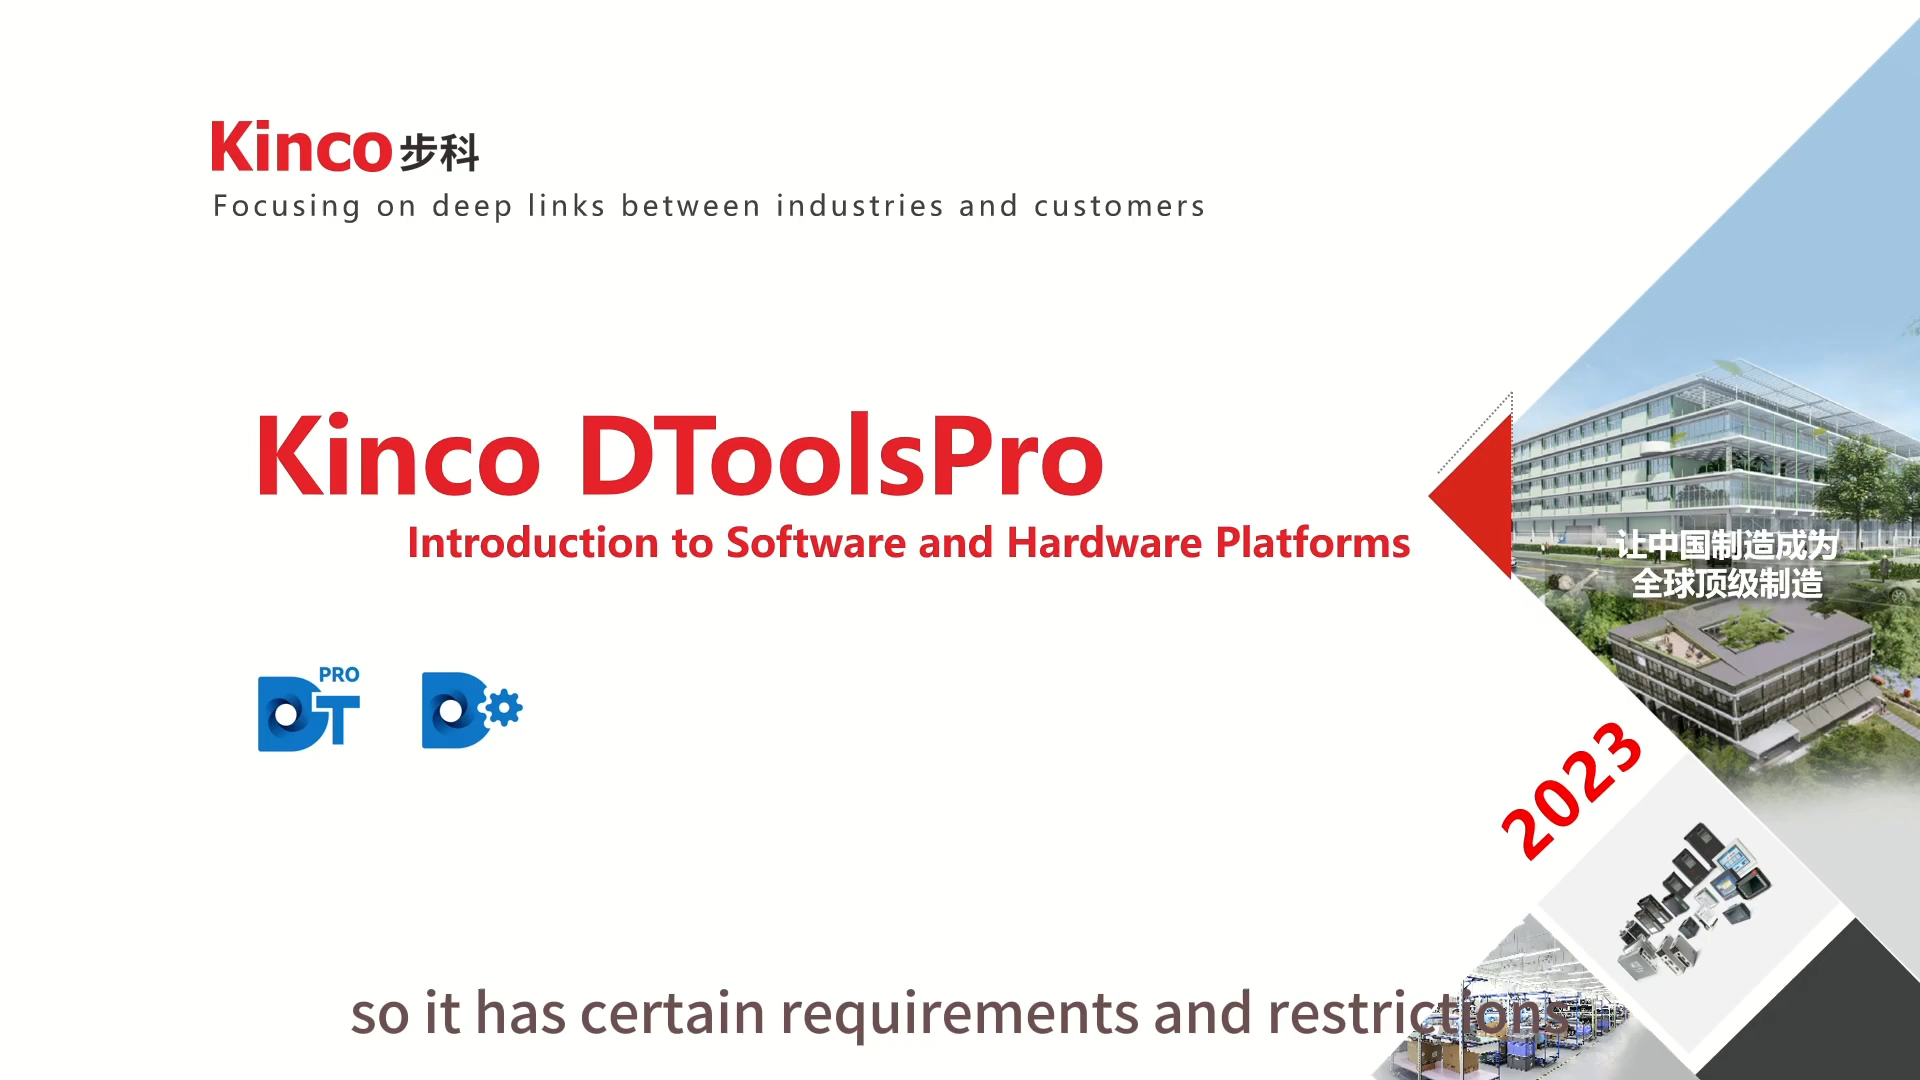 Kinco步科
Focusing on deep links between industries and customers
Kinco DToolsPro
Introduction to Software and Hardware Platforms
让中国制造成为
全球顶级制造
PRO
DT
D
2023
so it has certain requirements and restrictions